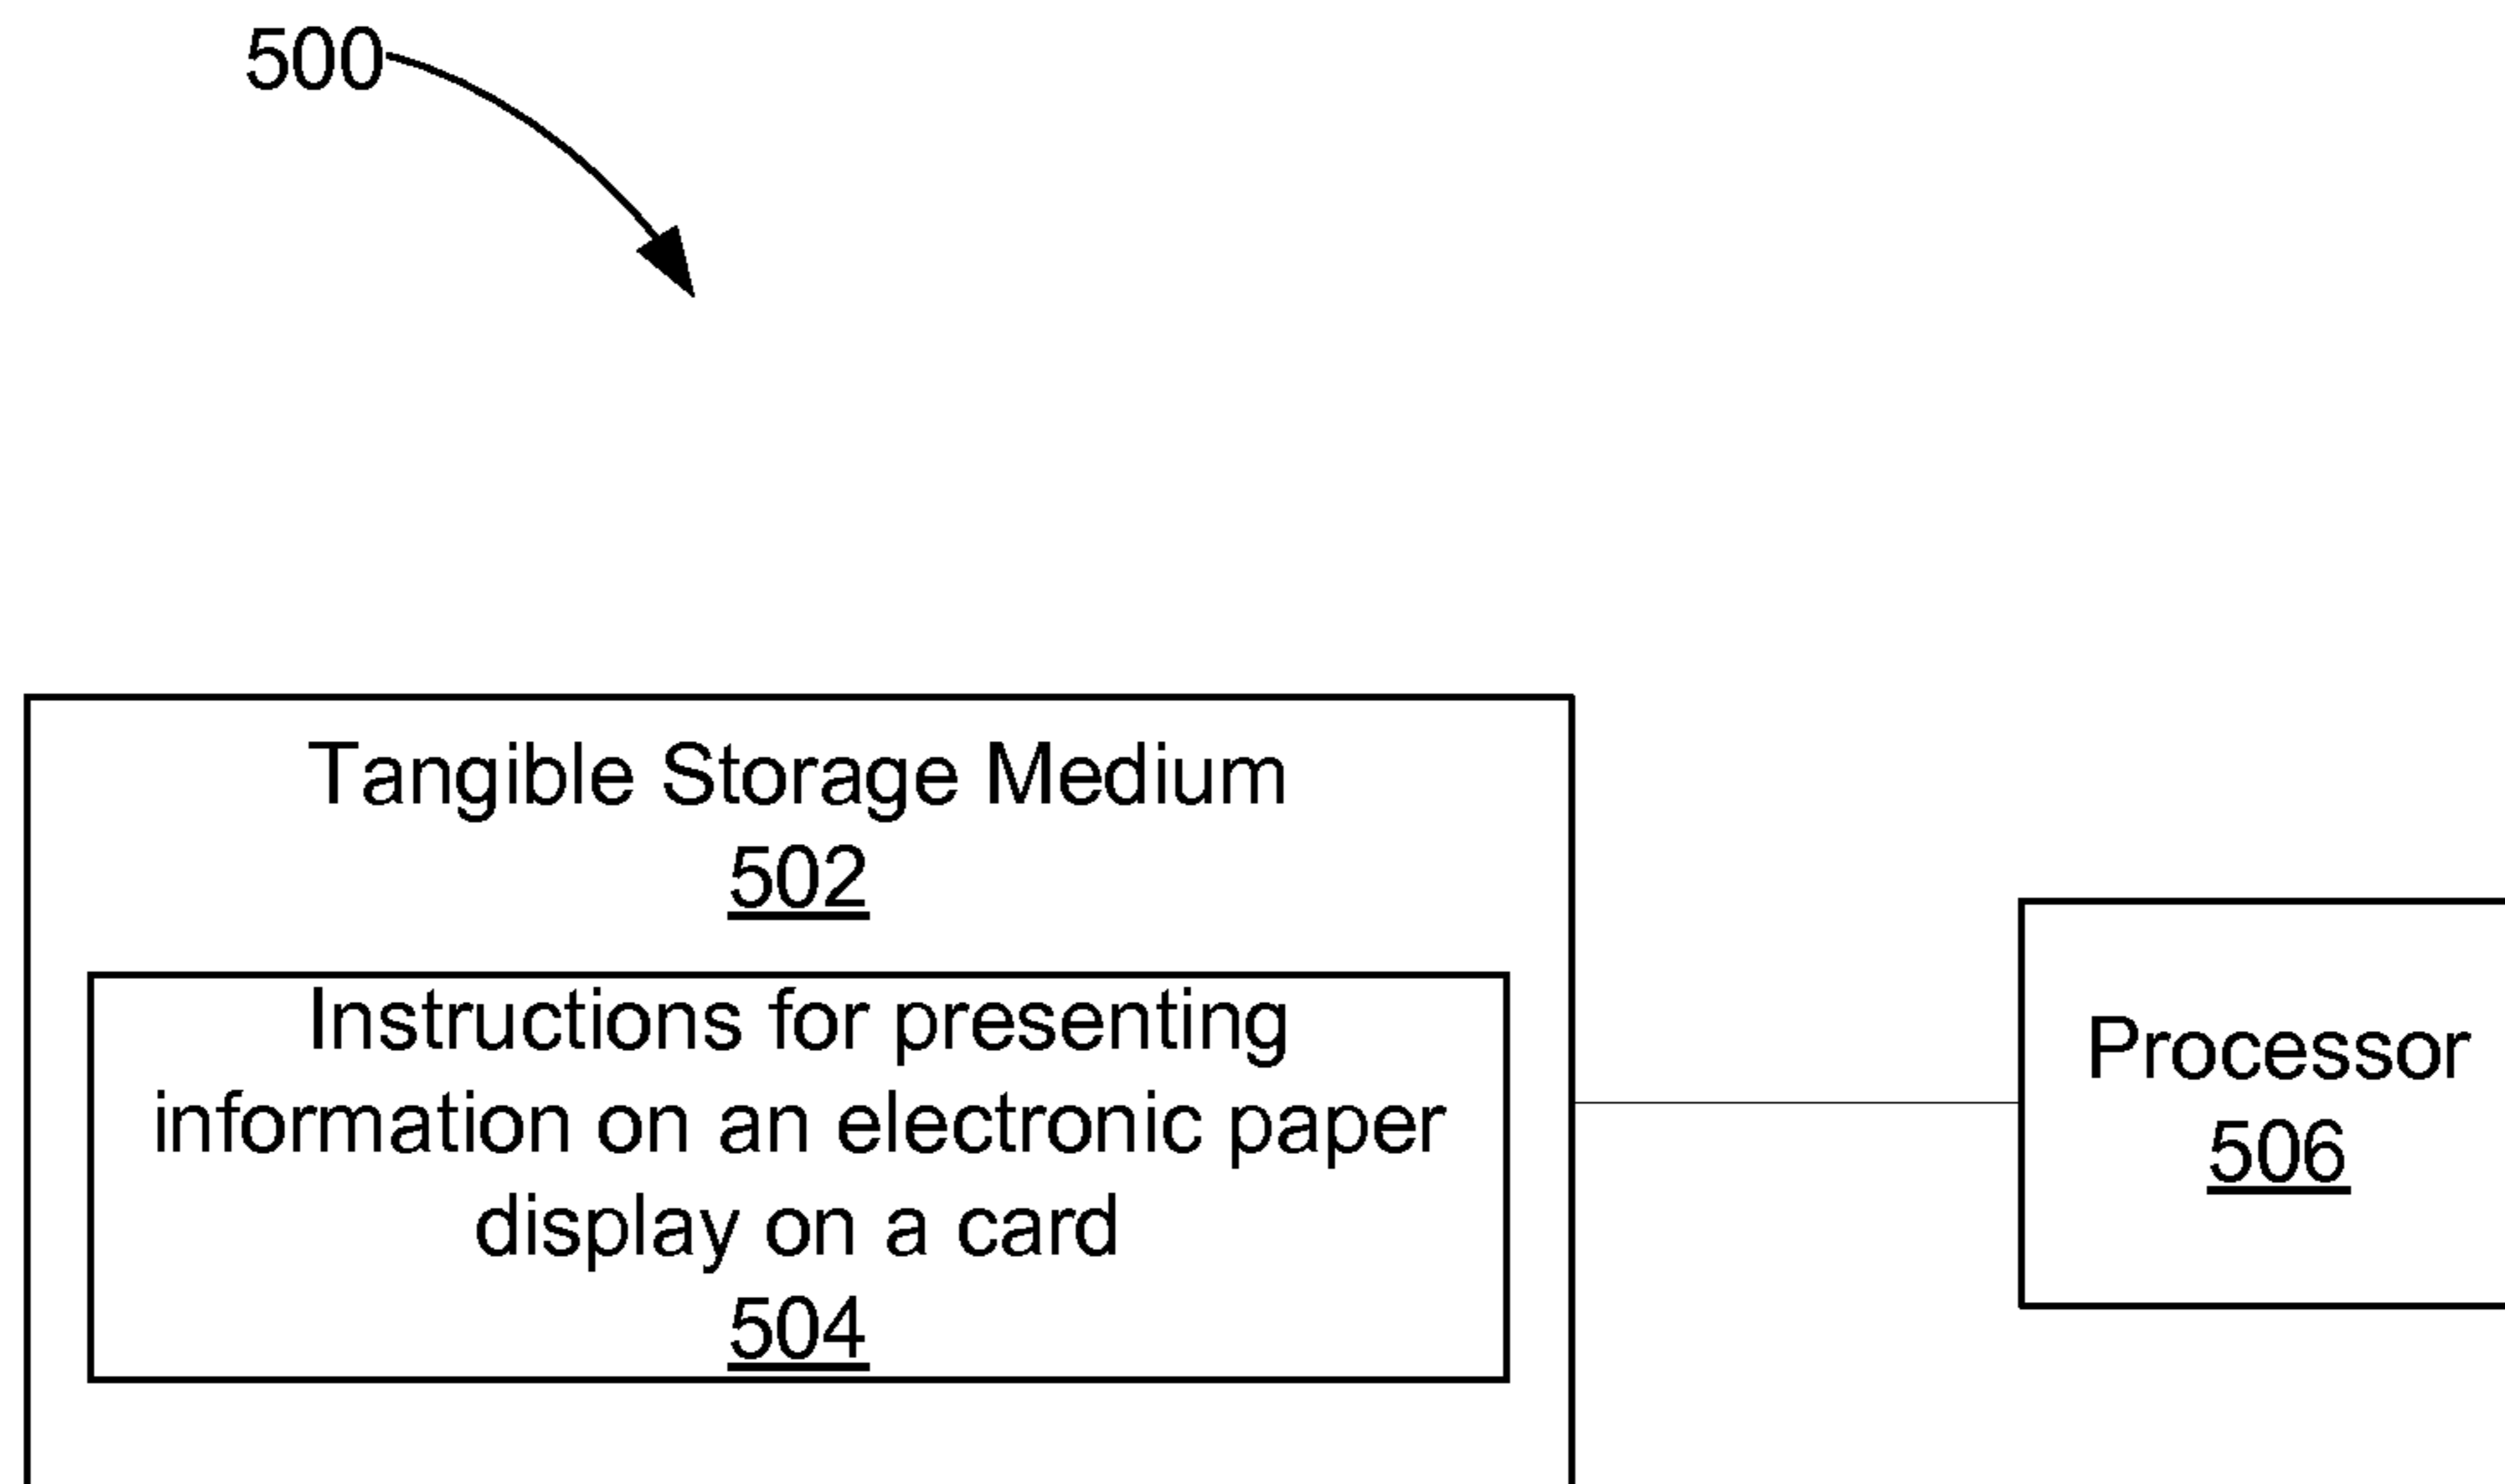 500
Tangible Storage Medium
502
Instructions for presenting
information on an electronic paper
display on a card
504
Processor
506